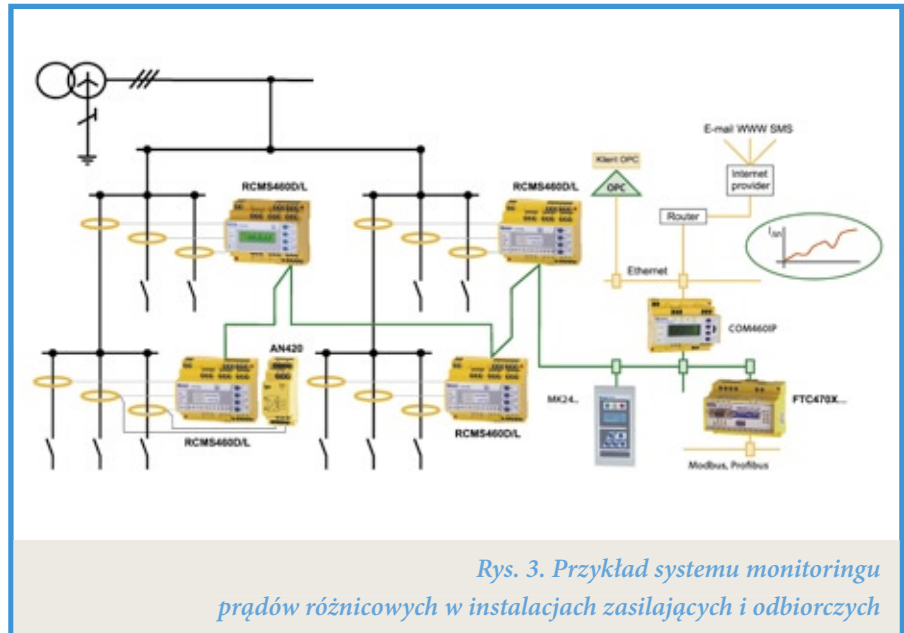 E-mail WWW SMS
Klient OPC
OPC
Internet
provider
RCMS460D/L
RCMS460D/L
Router
Ethernet
COM460IP
AN420
MK24..
FTC470X...
RCMS460D/L
RCMS460D/L
Modbus, Profibus
Rys. 3. Przykład systemu monitoringu
prądów różnicowych w instalacjach zasilających i odbiorczych